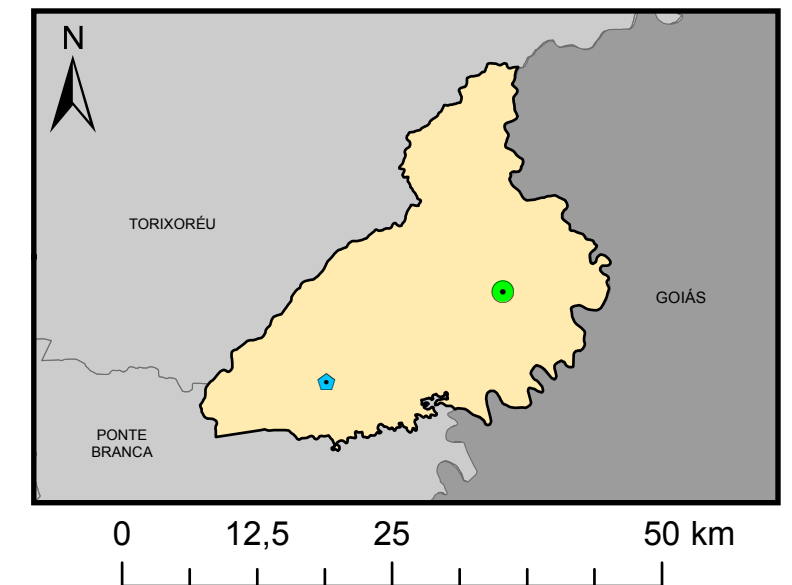 N
TORIXORÉU
GOIÁS
PONTE
BRANCA
0 12,5 25 50 km